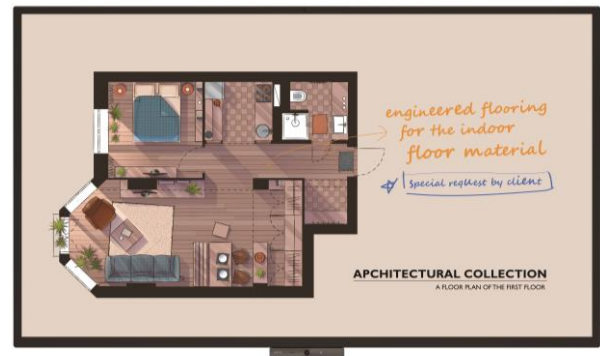 engineered flooring
for the indoor
floor material
Special request by client
APCHITECTURAL COLLECTION
A FLOOR PLAN OF THE FIRST FLOOR